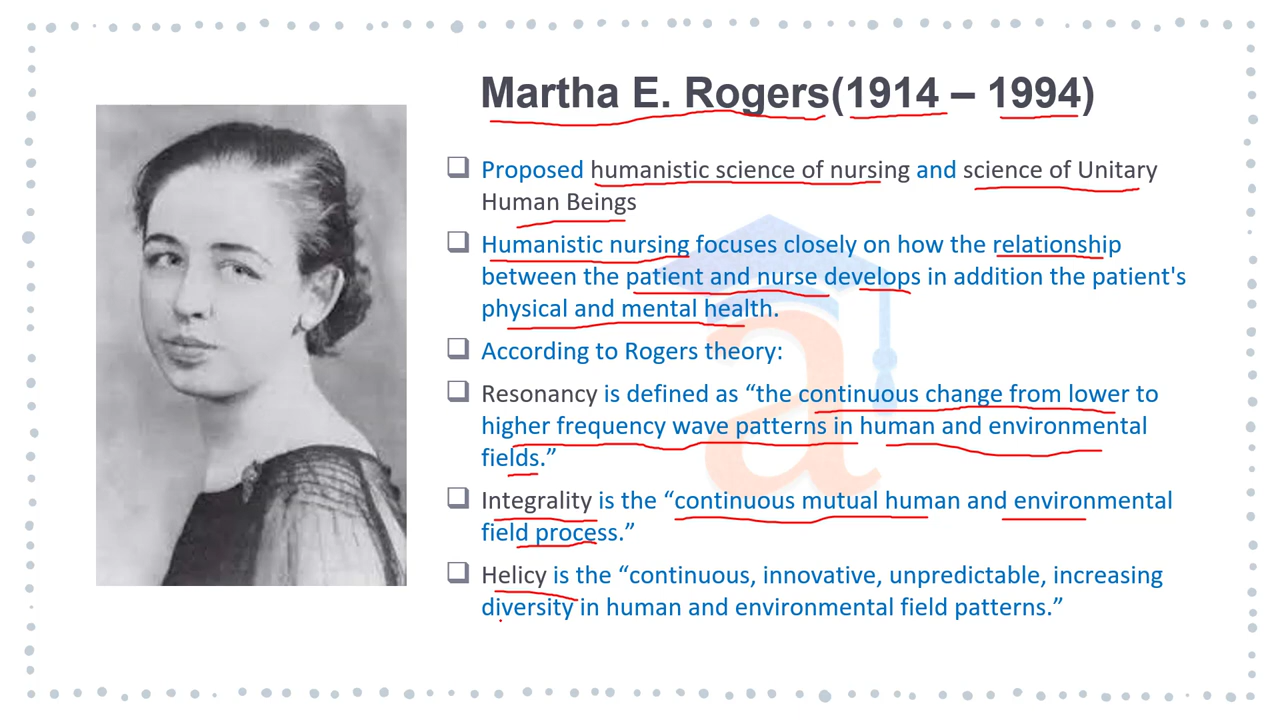 Martha E. Rogers(1914 – 1994)
❑ Proposed humanistic science of nursing and science of Unitary
Human Beings
❑ Humanistic nursing focuses closely on how the relationship
between the patient and nurse develops in addition the patient's
physical and mental health.
❑ According to Rogers theory:
❑ Resonancy is defined as “the continuous change from lower to
higher frequency wave patterns in human and environmental
fields.”
❑ Integrality is the “continuous mutual human and environmental
field process.”
❑ Helicy is the “continuous, innovative, unpredictable, increasing
diversity in human and environmental field patterns.”
a